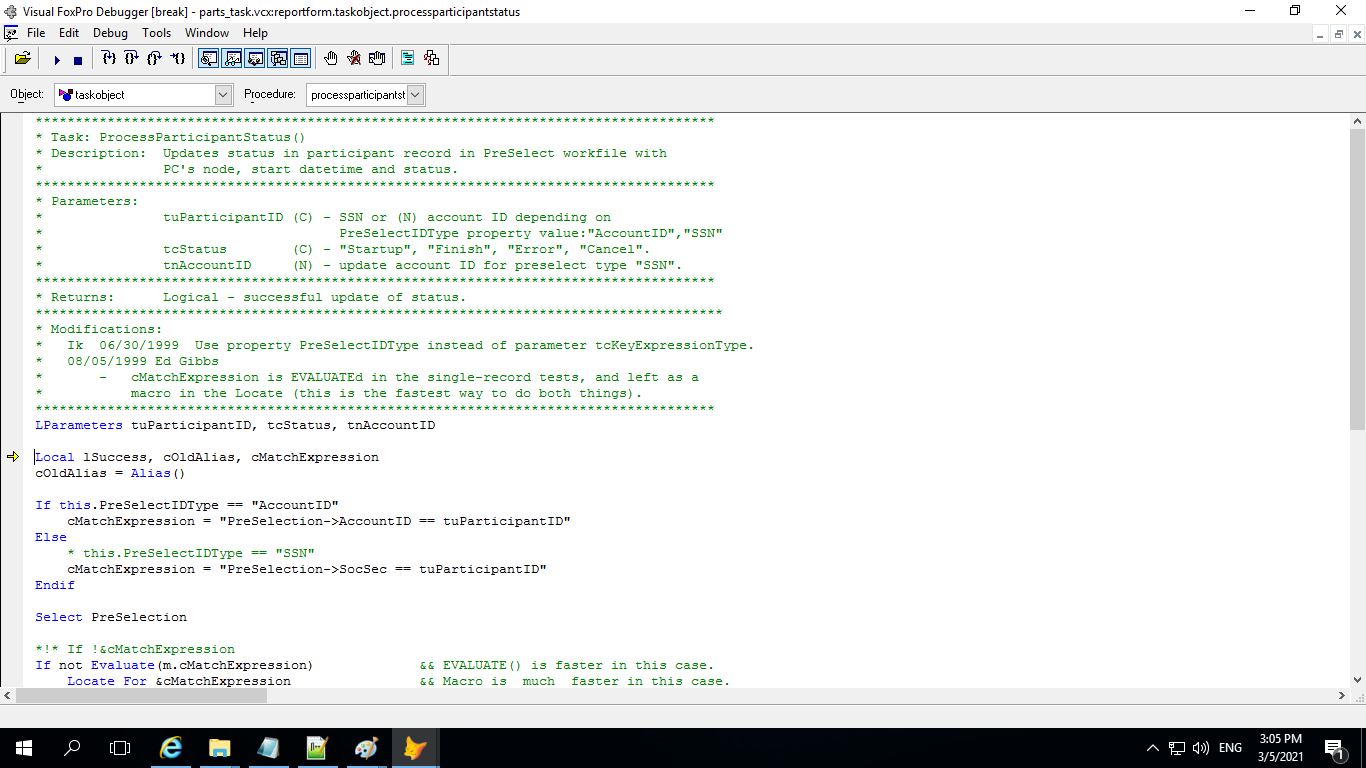 Visual FoxPro Debugger [break] - parts_task.vcx:reportform.taskobject.processparticipantstatus
File Edit Debug Tools Window Help
Object: taskobject Procedure: processparticipantst
*************************************************************************************
* Task: ProcessParticipantStatus()
* Description:  Updates status in participant record in PreSelect workfile with
*               PC's node, start datetime and status.
*************************************************************************************
* Parameters:
*               tuParticipantID (C) - SSN or (N) account ID depending on
*                                     PreSelectIDType property value:"AccountID","SSN"
*               tcStatus        (C) - "Startup", "Finish", "Error", "Cancel".
*               tnAccountID     (N) - update account ID for preselect type "SSN".
*************************************************************************************
* Returns:      Logical - successful update of status.
**************************************************************************************
* Modifications:
*   Ik  06/30/1999  Use property PreSelectIDType instead of parameter tcKeyExpressionType.
*   08/05/1999 Ed Gibbs
*       -   cMatchExpression is EVALUATEd in the single-record tests, and left as a
*           macro in the Locate (this is the fastest way to do both things).
*************************************************************************************
LParameters tuParticipantID, tcStatus, tnAccountID
Local lSuccess, cOldAlias, cMatchExpression
cOldAlias = Alias()
If this.PreSelectIDType == "AccountID"
    cMatchExpression = "PreSelection->AccountID == tuParticipantID"
Else
    * this.PreSelectIDType == "SSN"
    cMatchExpression = "PreSelection->SocSec == tuParticipantID"
Endif
Select PreSelection
*!* If !&cMatchExpression
If not Evaluate(m.cMatchExpression)             && EVALUATE() is faster in this case.
    Locate For &cMatchExpression                && Macro is  much  faster in this case.
ENG
3:05 PM
3/5/2021
1